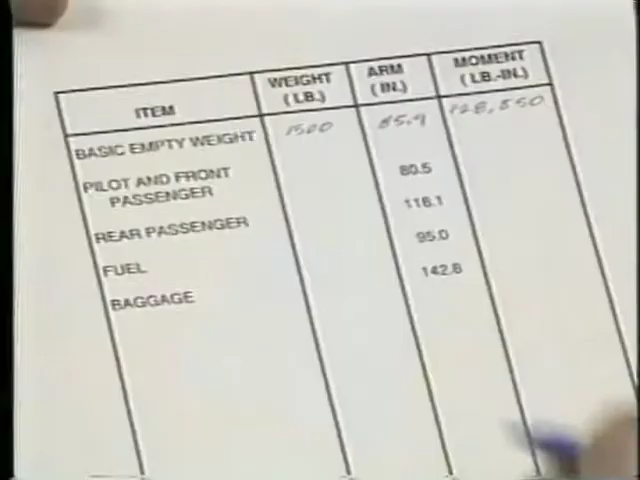 ITEM WEIGHT (LB.) ARM (IN.) MOMENT (LB.-IN.)
BASIC EMPTY WEIGHT 1500 85.9 128,850
PILOT AND FRONT PASSENGER 80.5
REAR PASSENGER 118.1
FUEL 95.0
BAGGAGE 142.8